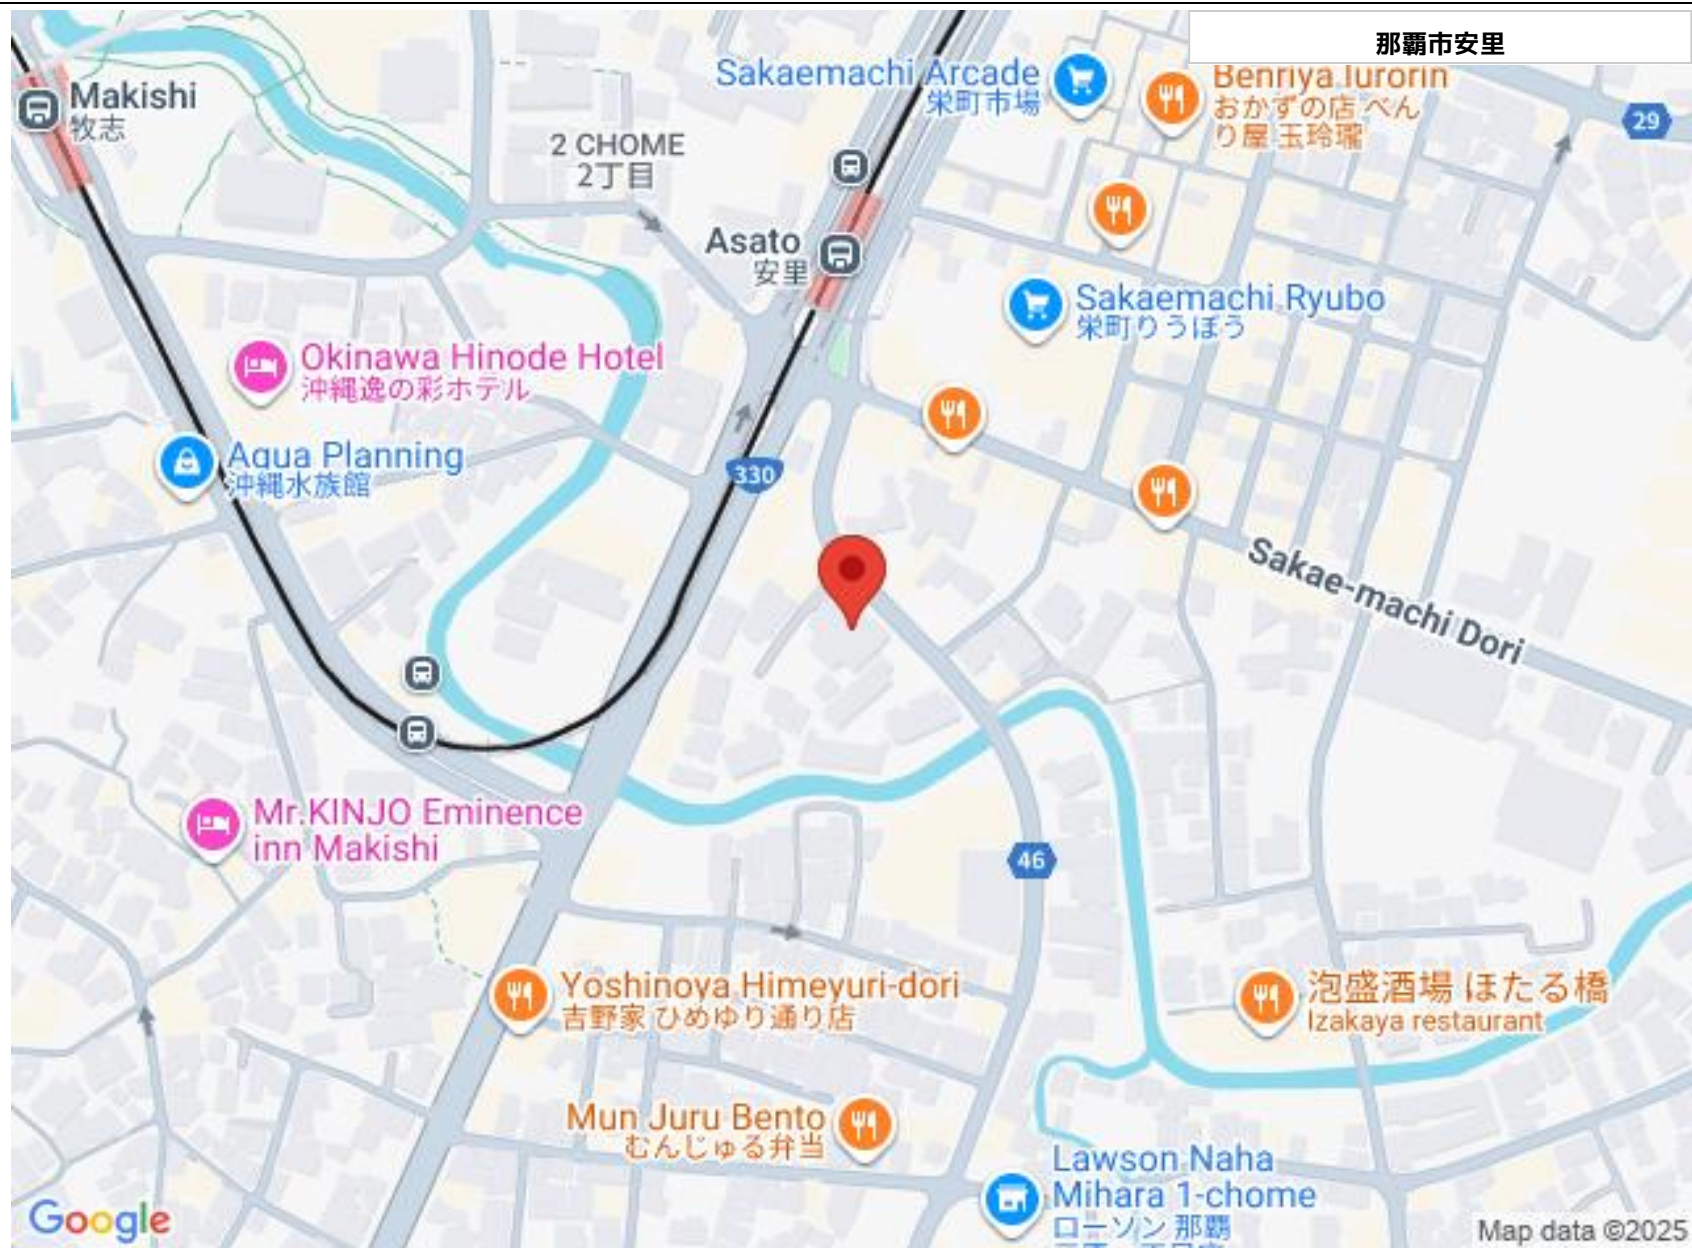 那覇市安里
Sakaemachi Arcade
栄町市場
Benriya Iurorin
おかずの店 べん
り屋 玉玲瓏
29
Makishi
牧志
2 CHOME
2丁目
Asato
安里
Sakaemachi Ryubo
栄町りうぼう
Okinawa Hinode Hotel
沖縄逸の彩ホテル
Aqua Planning
沖縄水族館
330
Sakae-machi Dori
Mr.KINJO Eminence
inn Makishi
46
Yoshinoya Himeyuri-dori
吉野家 ひめゆり通り店
泡盛酒場 ほたる橋
Izakaya restaurant
Mun Juru Bento
むんじゅる弁当
Lawson Naha
Mihara 1-chome
ローソン 那覇
Google
Map data ©2025